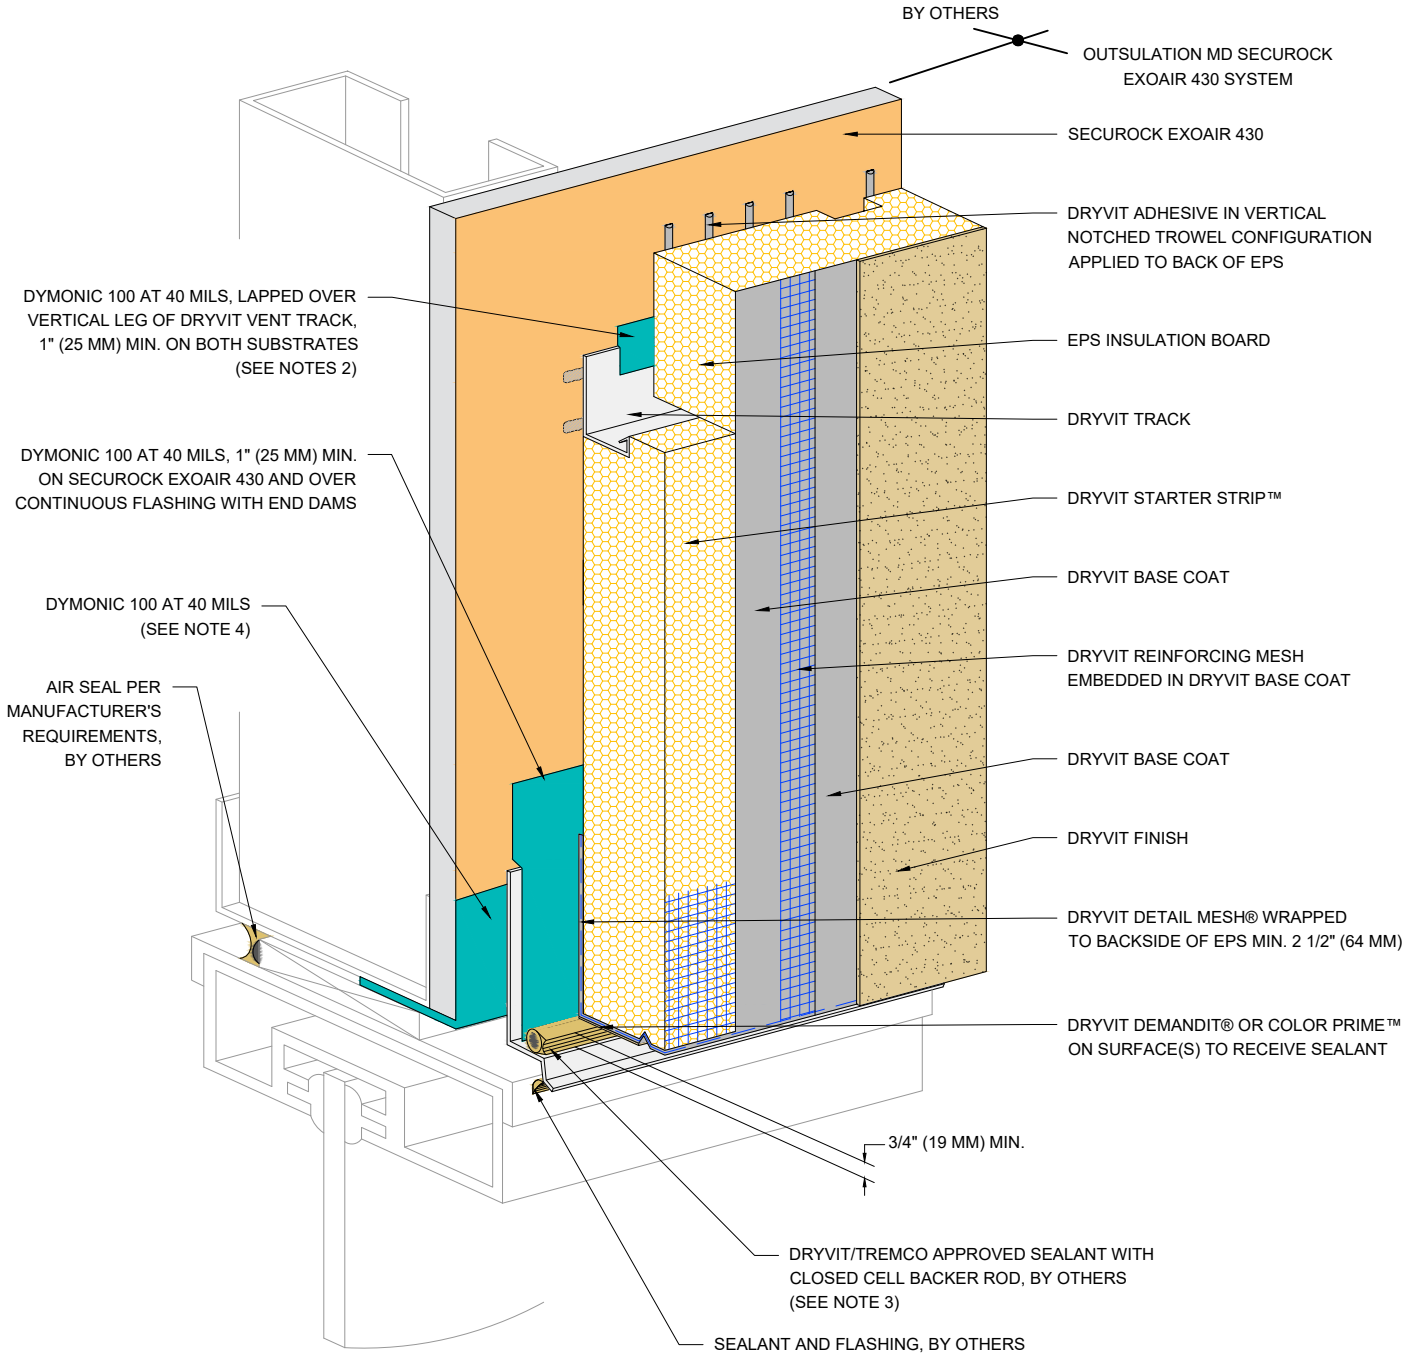 BY OTHERS
OUTSULATION MD SECUROCK
EXOAIR 430 SYSTEM
SECUROCK EXOAIR 430
DRYVIT ADHESIVE IN VERTICAL
NOTCHED TROWEL CONFIGURATION
APPLIED TO BACK OF EPS
EPS INSULATION BOARD
DRYVIT TRACK
DRYVIT STARTER STRIP™
DRYVIT BASE COAT
DRYVIT REINFORCING MESH
EMBEDDED IN DRYVIT BASE COAT
DRYVIT BASE COAT
DRYVIT FINISH
DRYVIT DETAIL MESH® WRAPPED
TO BACKSIDE OF EPS MIN. 2 1/2" (64 MM)
DRYVIT DEMANDIT® OR COLOR PRIME™
ON SURFACE(S) TO RECEIVE SEALANT
3/4" (19 MM) MIN.
DRYVIT/TREMCO APPROVED SEALANT WITH
CLOSED CELL BACKER ROD, BY OTHERS
(SEE NOTE 3)
SEALANT AND FLASHING, BY OTHERS
DYMONIC 100 AT 40 MILS, LAPPED OVER
VERTICAL LEG OF DRYVIT VENT TRACK,
1" (25 MM) MIN. ON BOTH SUBSTRATES
(SEE NOTES 2)
DYMONIC 100 AT 40 MILS, 1" (25 MM) MIN.
ON SECUROCK EXOAIR 430 AND OVER
CONTINUOUS FLASHING WITH END DAMS
DYMONIC 100 AT 40 MILS
(SEE NOTE 4)
AIR SEAL PER
MANUFACTURER'S
REQUIREMENTS,
BY OTHERS